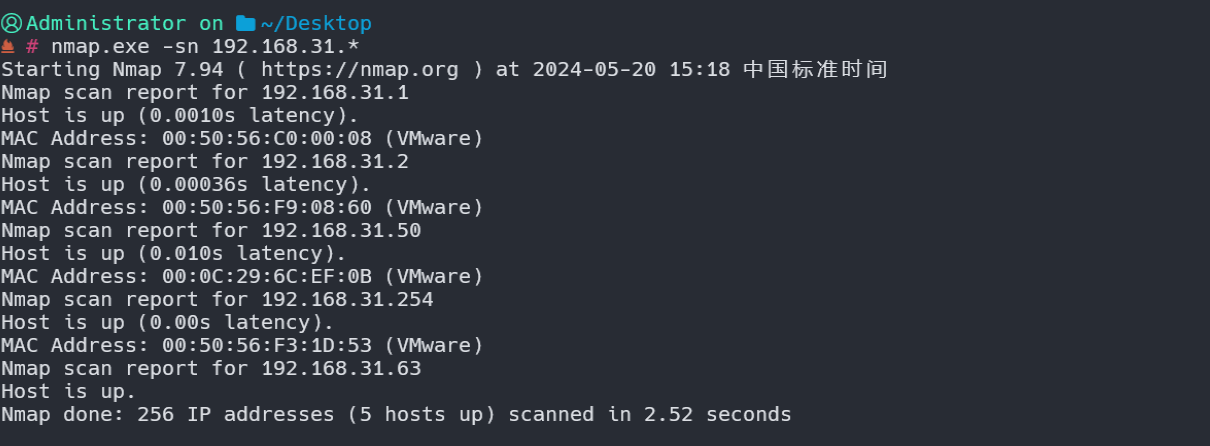 Administrator on ~/Desktop
# nmap.exe -sn 192.168.31.*
Starting Nmap 7.94 ( https://nmap.org ) at 2024-05-20 15:18 中国标准时间
Nmap scan report for 192.168.31.1
Host is up (0.0010s latency).
MAC Address: 00:50:56:C0:00:08 (VMware)
Nmap scan report for 192.168.31.2
Host is up (0.00036s latency).
MAC Address: 00:50:56:F9:08:60 (VMware)
Nmap scan report for 192.168.31.50
Host is up (0.010s latency).
MAC Address: 00:0C:29:6C:EF:0B (VMware)
Nmap scan report for 192.168.31.254
Host is up (0.00s latency).
MAC Address: 00:50:56:F3:1D:53 (VMware)
Nmap scan report for 192.168.31.63
Host is up.
Nmap done: 256 IP addresses (5 hosts up) scanned in 2.52 seconds